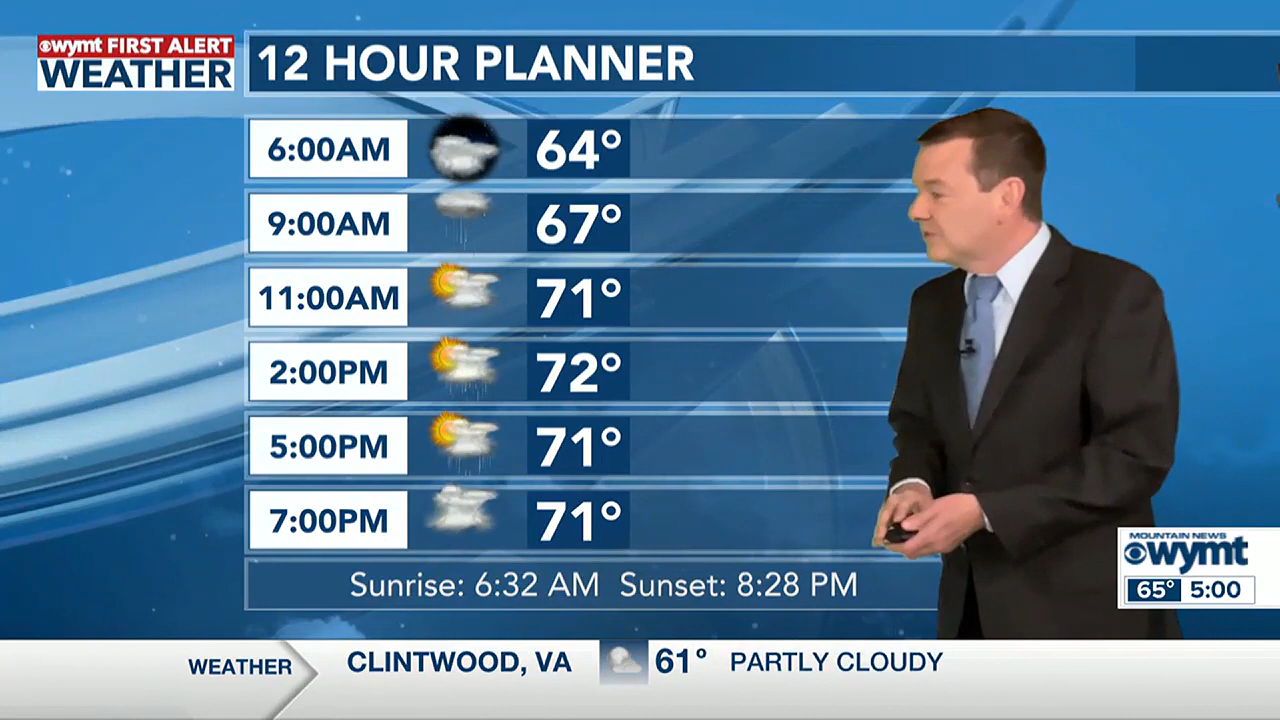 wymt FIRST ALERT
WEATHER
12 HOUR PLANNER
6:00AM 64°
9:00AM 67°
11:00AM 71°
2:00PM 72°
5:00PM 71°
7:00PM 71°
Sunrise: 6:32 AM Sunset: 8:28 PM
MOUNTAIN NEWS
wymt
65° 5:00
WEATHER CLINTWOOD, VA 61° PARTLY CLOUDY